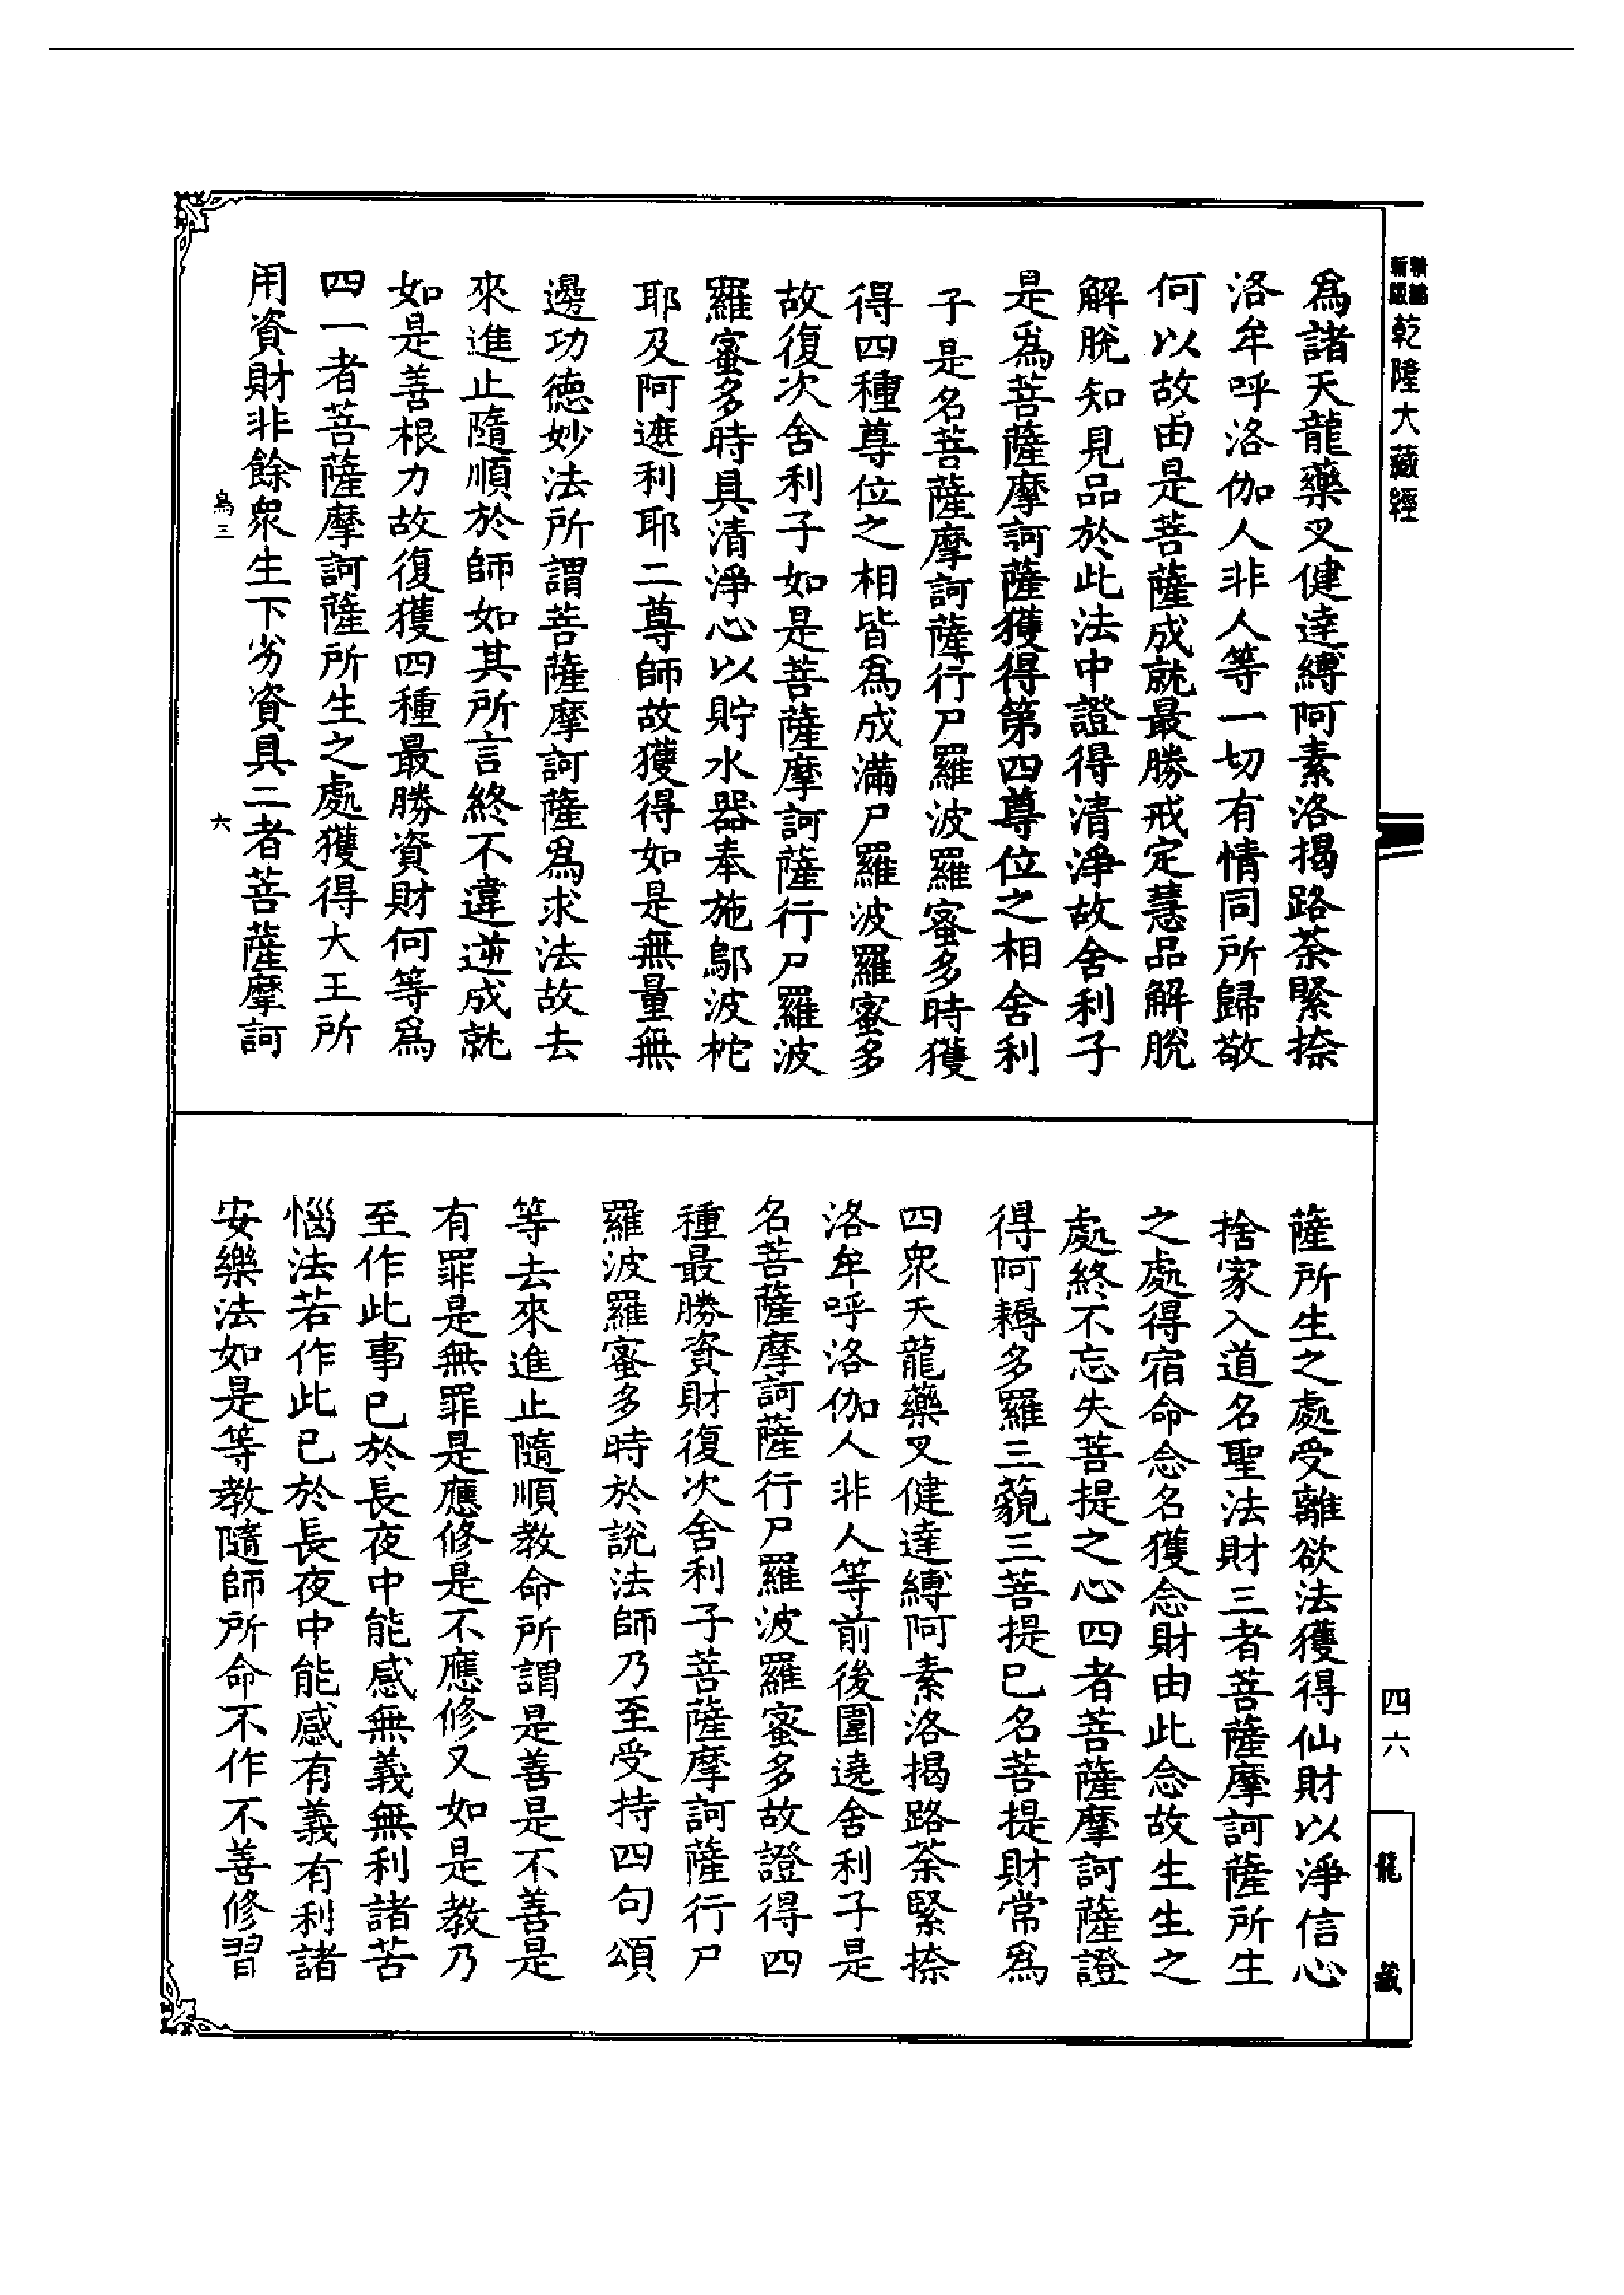 新編縮版 乾隆大藏經
爲諸天龍藥叉健達縛阿素洛揭路荼緊捺
洛牟呼洛伽人非人等一切有情同所歸敬
何以故由是菩薩成就最勝戒定慧品解脫
解脫知見品於此法中證得清淨故舍利子
是爲菩薩摩訶薩獲得第四尊位之相舍利
子是名菩薩摩訶薩行尸羅波羅蜜多時獲
得四種尊位之相皆爲成滿尸羅波羅蜜多
故復次舍利子如是菩薩摩訶薩行尸羅波
羅蜜多時具清淨心以貯水器奉施鄔波柁
耶及阿遮利耶二尊師故獲得如是無量無
邊功德妙法所謂菩薩摩訶薩爲求法故去
來進止隨順於師如其所言終不違逆成就
如是善根力故復獲四種最勝資財何等爲
四一者菩薩摩訶薩所生之處獲得大王所
用資財非餘眾生下劣資具二者菩薩摩訶
鳥三 六
薩所生之處受離欲法獲得仙財以淨信心
捨家入道名聖法財三者菩薩摩訶薩所生
之處得宿命念名獲念財由此念故生生之
處終不忘失菩提之心四者菩薩摩訶薩證
得阿耨多羅三藐三菩提已名菩提財常爲
四眾天龍藥叉健達縛阿素洛揭路荼緊捺
洛牟呼洛伽人非人等前後圍遶舍利子是
名菩薩摩訶薩行尸羅波羅蜜多故證得四
種最勝資財復次舍利子菩薩摩訶薩行尸
羅波羅蜜多時於說法師乃至受持四句頌
等去來進止隨順教命所謂是善是不善是
有罪是無罪是應修是不應修又如是教乃
至作此事已於長夜中能感無義無利諸苦
惱法若作此已於長夜中能感有義有利諸
安樂法如是等教隨師所命不作不善修習
四六
龍藏